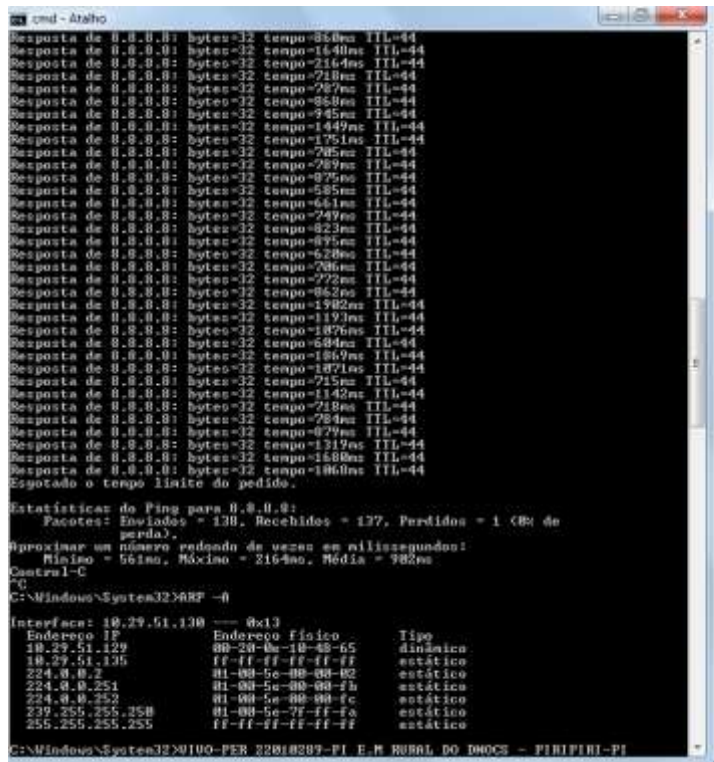 cmd - Atalho
Resposta de 8.8.8.8: bytes=32 tempo=860ms TTL=44
Resposta de 8.8.8.8: bytes=32 tempo=1640ms TTL=44
Resposta de 8.8.8.8: bytes=32 tempo=2164ms TTL=44
Resposta de 8.8.8.8: bytes=32 tempo=718ms TTL=44
Resposta de 8.8.8.8: bytes=32 tempo=787ms TTL=44
Resposta de 8.8.8.8: bytes=32 tempo=868ms TTL=44
Resposta de 8.8.8.8: bytes=32 tempo=945ms TTL=44
Resposta de 8.8.8.8: bytes=32 tempo=1449ms TTL=44
Resposta de 8.8.8.8: bytes=32 tempo=1751ms TTL=44
Resposta de 8.8.8.8: bytes=32 tempo=705ms TTL=44
Resposta de 8.8.8.8: bytes=32 tempo=789ms TTL=44
Resposta de 8.8.8.8: bytes=32 tempo=875ms TTL=44
Resposta de 8.8.8.8: bytes=32 tempo=585ms TTL=44
Resposta de 8.8.8.8: bytes=32 tempo=661ms TTL=44
Resposta de 8.8.8.8: bytes=32 tempo=749ms TTL=44
Resposta de 8.8.8.8: bytes=32 tempo=823ms TTL=44
Resposta de 8.8.8.8: bytes=32 tempo=895ms TTL=44
Resposta de 8.8.8.8: bytes=32 tempo=620ms TTL=44
Resposta de 8.8.8.8: bytes=32 tempo=706ms TTL=44
Resposta de 8.8.8.8: bytes=32 tempo=772ms TTL=44
Resposta de 8.8.8.8: bytes=32 tempo=862ms TTL=44
Resposta de 8.8.8.8: bytes=32 tempo=1902ms TTL=44
Resposta de 8.8.8.8: bytes=32 tempo=1193ms TTL=44
Resposta de 8.8.8.8: bytes=32 tempo=1076ms TTL=44
Resposta de 8.8.8.8: bytes=32 tempo=684ms TTL=44
Resposta de 8.8.8.8: bytes=32 tempo=1869ms TTL=44
Resposta de 8.8.8.8: bytes=32 tempo=1071ms TTL=44
Resposta de 8.8.8.8: bytes=32 tempo=715ms TTL=44
Resposta de 8.8.8.8: bytes=32 tempo=1142ms TTL=44
Resposta de 8.8.8.8: bytes=32 tempo=718ms TTL=44
Resposta de 8.8.8.8: bytes=32 tempo=784ms TTL=44
Resposta de 8.8.8.8: bytes=32 tempo=879ms TTL=44
Resposta de 8.8.8.8: bytes=32 tempo=1319ms TTL=44
Resposta de 8.8.8.8: bytes=32 tempo=1680ms TTL=44
Resposta de 8.8.8.8: bytes=32 tempo=1068ms TTL=44
Esgotado o tempo limite do pedido.
Estatísticas do Ping para 8.8.8.8:
Pacotes: Enviados = 138, Recebidos = 137, Perdidos = 1 (0% de
perda),
Aproximar um número redondo de vezes em milissegundos:
Mínimo = 561ms, Máximo = 2164ms, Média = 902ms
Control-C
^C
C:\Windows\System32>ARP -A
Interface: 10.29.51.130 --- 0x13
Endereço IP Endereço físico Tipo
10.29.51.129 00-20-0e-10-48-65 dinâmico
10.29.51.135 ff-ff-ff-ff-ff-ff estático
224.0.0.2 01-00-5e-00-00-02 estático
224.0.0.251 01-00-5e-00-00-fb estático
224.0.0.252 01-00-5e-00-00-fc estático
239.255.255.250 01-00-5e-7f-ff-fa estático
255.255.255.255 ff-ff-ff-ff-ff-ff estático
C:\Windows\System32>VIVO-PER 22010289-PI E.M RURAL DO DNOCS - PIRIPIRI-PI